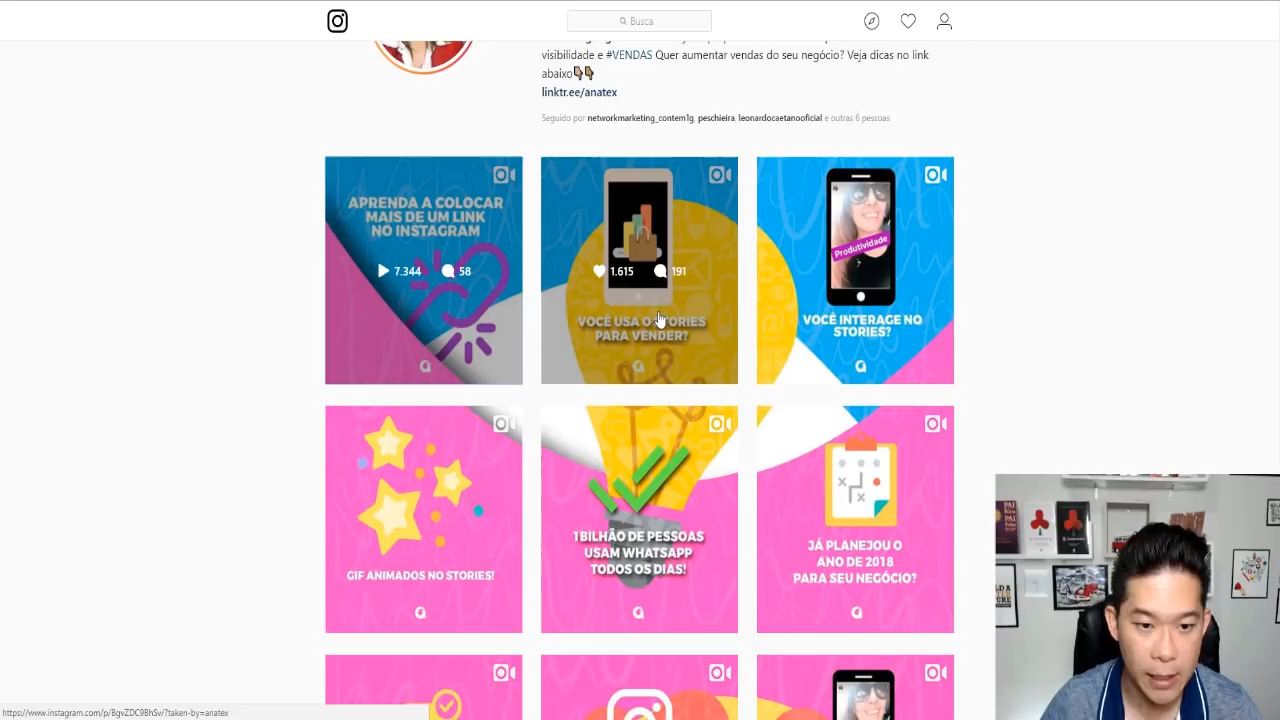 Busca
visibilidade e #VENDAS Quer aumentar vendas do seu negócio? Veja dicas no link
abaixo
linktr.ee/anatex
Seguido por networkmarketing_contem1g, peschieira, leonardocaetanooficial e outras 6 pessoas
APRENDA A COLOCAR
MAIS DE UM LINK
NO INSTAGRAM
7.344 58
1.615 191
VOCÊ USA O STORIES
PARA VENDER?
Produtividade
VOCÊ INTERAGE NO
STORIES?
GIF ANIMADOS NO STORIES!
1 BILHÃO DE PESSOAS
USAM WHATSAPP
TODOS OS DIAS!
JÁ PLANEJOU O
ANO DE 2018
PARA SEU NEGÓCIO?
https://www.instagram.com/p/BgvZDC9BhSv/?taken-by=anatex